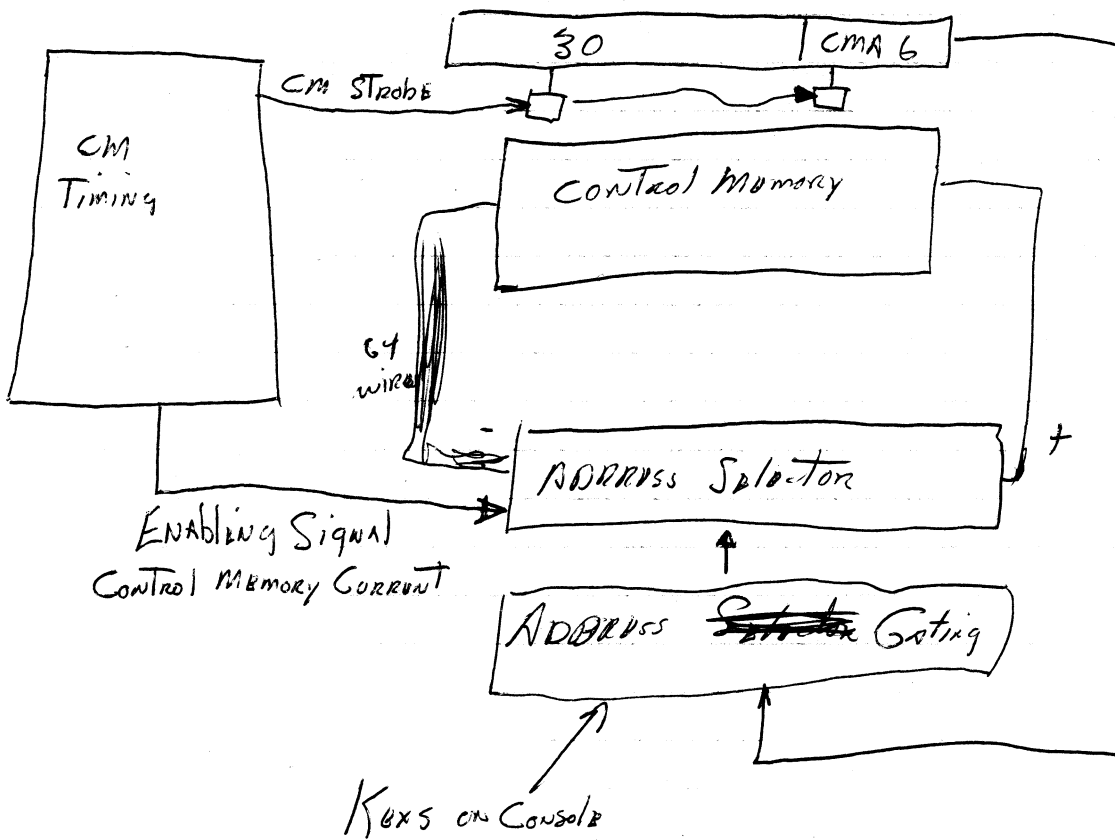 30
CMA 6
CM STROBE
CM
Timing
CONTROL MEMORY
64
wire
-
+
ADDRESS Selector
ENAbling SigNAl
CONTROL MEMORY CURRENT
ADDRESS Gating
KEYS ON CONSOLE